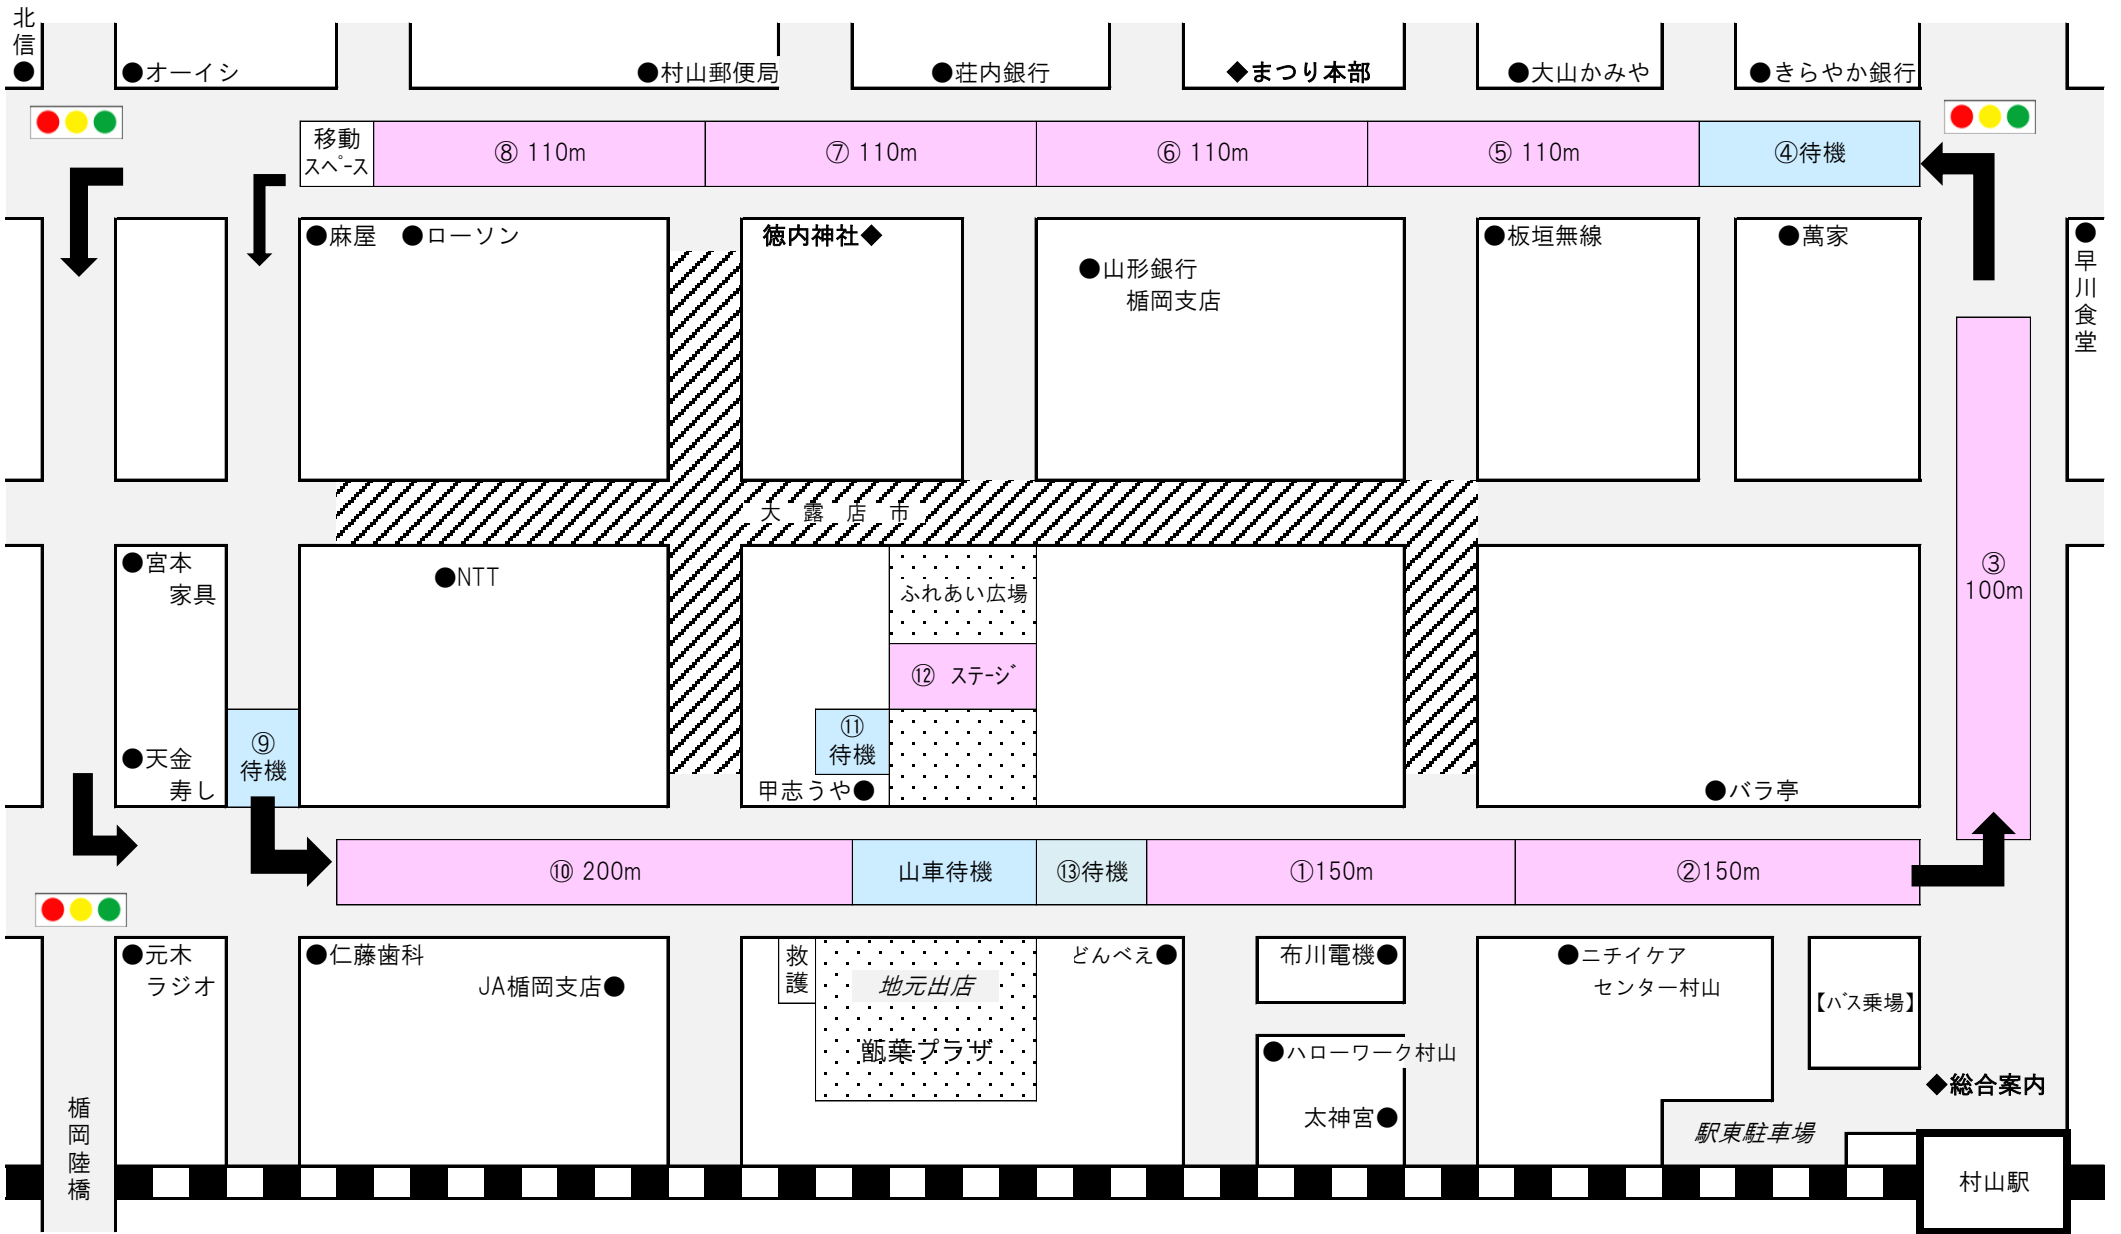 北信●
●オーイシ
●村山郵便局
●荘内銀行
◆まつり本部
●大山かみや
●きらやか銀行
移動
スペース
⑧ 110m
⑦ 110m
⑥ 110m
⑤ 110m
④待機
●麻屋 ●ローソン
徳内神社◆
●山形銀行
楯岡支店
●板垣無線
●萬家
●早川食堂
大露店市
●宮本
家具
●NTT
ふれあい広場
③
100m
⑫ ステージ
⑨
待機
⑪
待機
●天金
寿し
甲志うや●
●バラ亭
⑩ 200m
山車待機
⑬待機
①150m
②150m
●元木
ラジオ
●仁藤歯科
JA楯岡支店●
救護
地元出店
甑葉プラザ
どんべえ●
布川電機●
●ニチイケア
センター村山
【バス乗場】
●ハローワーク村山
太神宮●
◆総合案内
駅東駐車場
楯岡陸橋
村山駅